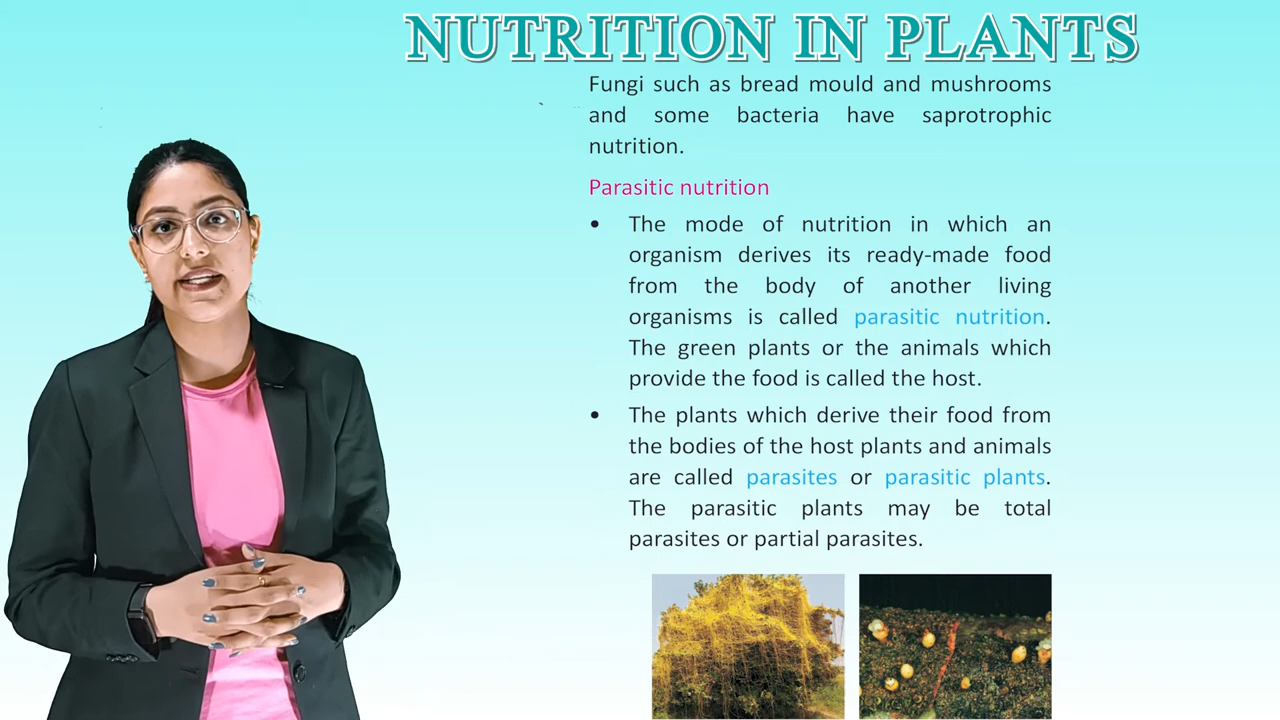 NUTRITION IN PLANTS
Fungi such as bread mould and mushrooms
and some bacteria have saprotrophic
nutrition.
Parasitic nutrition
• The mode of nutrition in which an
organism derives its ready-made food
from the body of another living
organisms is called parasitic nutrition.
The green plants or the animals which
provide the food is called the host.
• The plants which derive their food from
the bodies of the host plants and animals
are called parasites or parasitic plants.
The parasitic plants may be total
parasites or partial parasites.